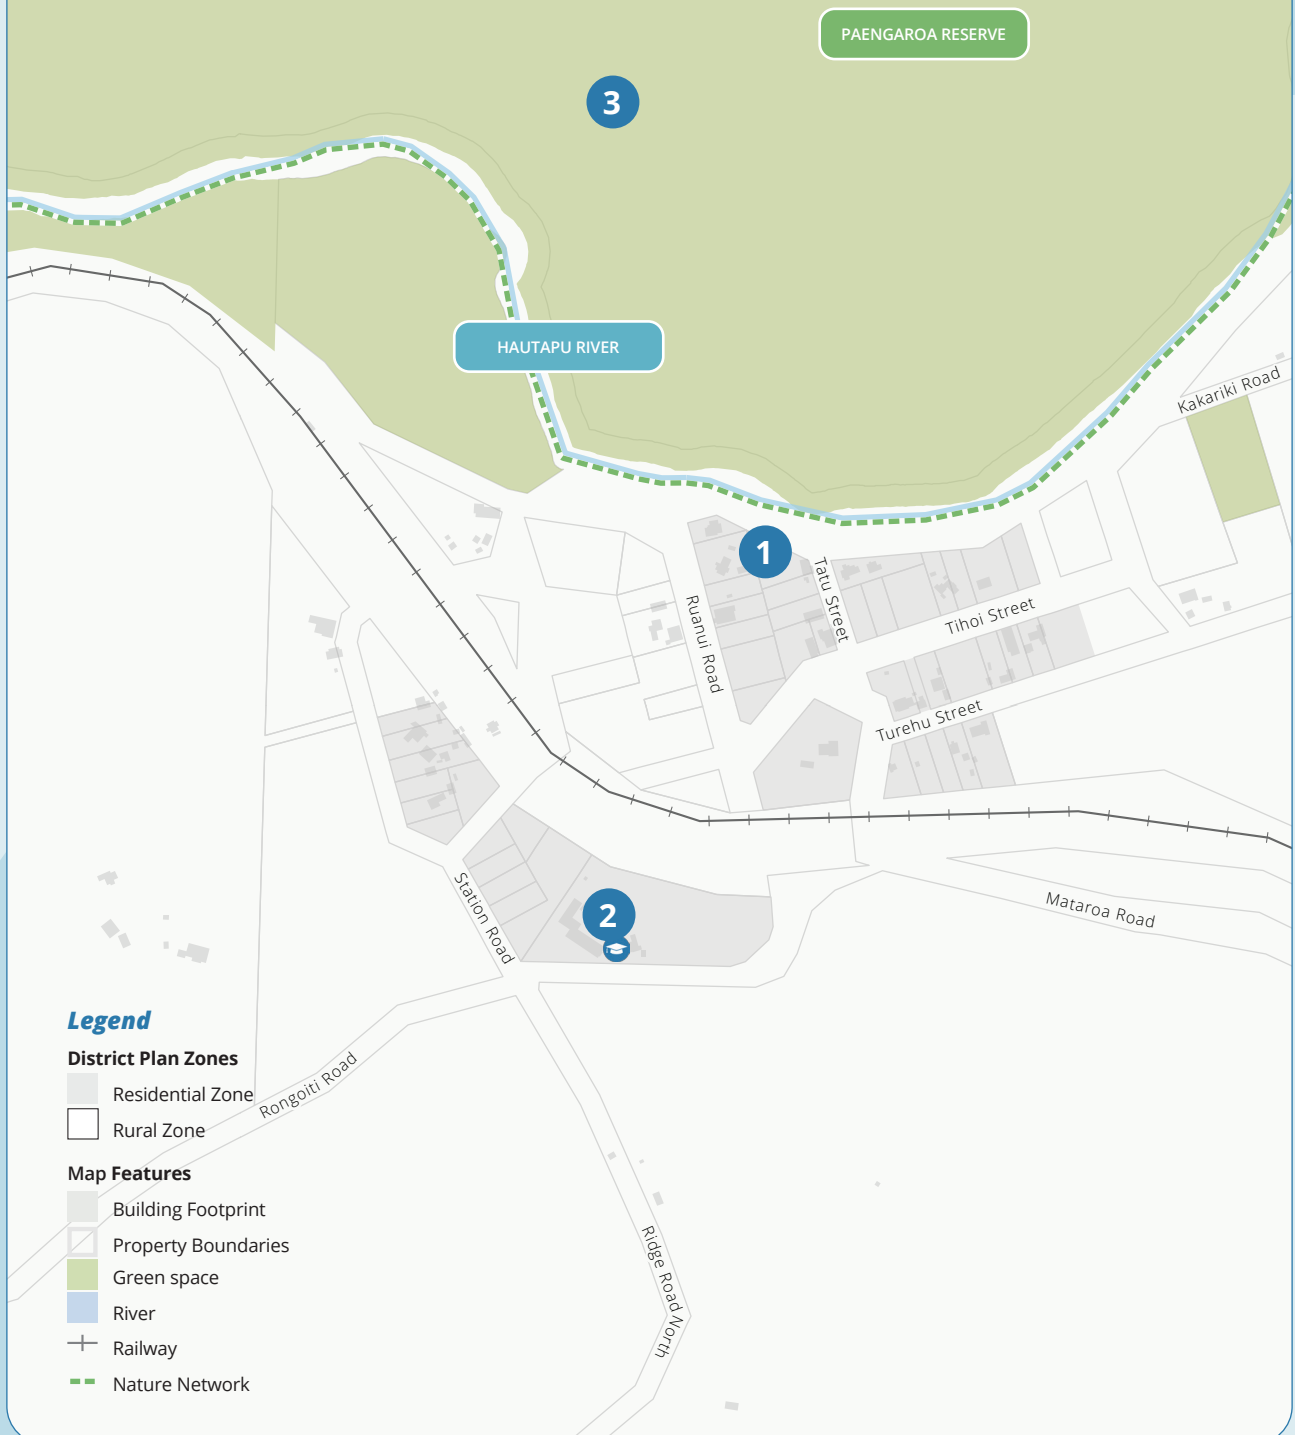 PAENGAROA RESERVE
3
HAUTAPU RIVER
Kakariki Road
1
Tatu Street
Ruanui Road
Tihoi Street
Turehu Street
2
Station Road
Mataroa Road
Rongoiti Road
Ridge Road North
Legend
District Plan Zones
Residential Zone
Rural Zone
Map Features
Building Footprint
Property Boundaries
Green space
River
Railway
Nature Network